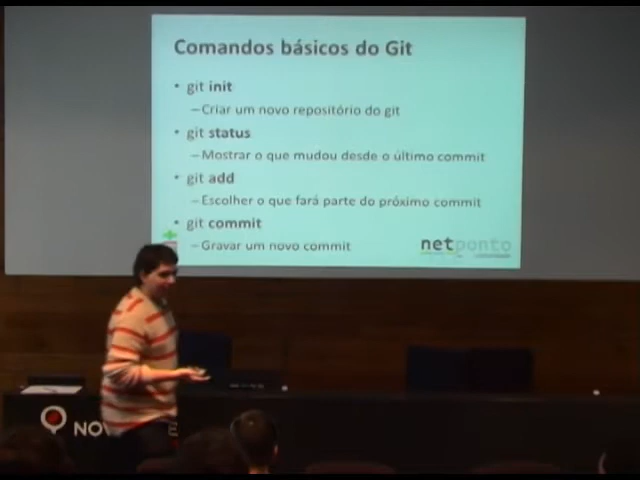 Comandos básicos do Git
• git init
– Criar um novo repositório do git
• git status
– Mostrar o que mudou desde o último commit
• git add
– Escolher o que fará parte do próximo commit
• git commit
– Gravar um novo commit
netponto